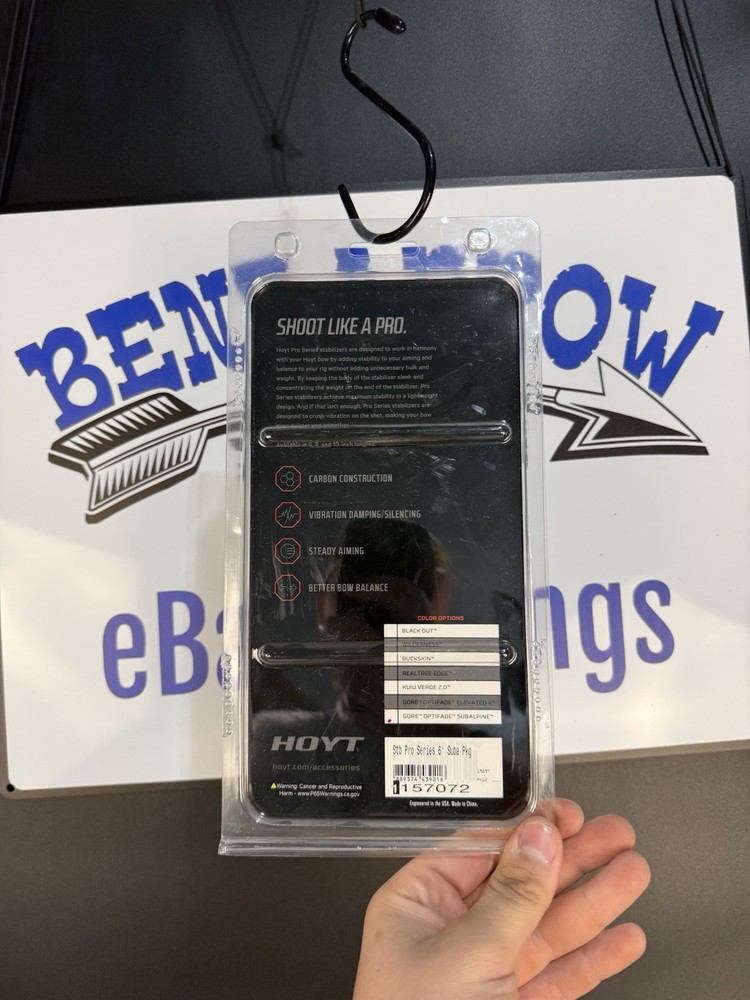 BEN
OW
eBa
ngs
SHOOT LIKE A PRO.
Hoyt Pro Series stabilizers are designed to work in harmony
with your Hoyt bow by adding stability to your aiming and
balance to your rig without adding unnecessary bulk and
weight. By keeping the body of the stabilizer sleek and
concentrating the weight on the end of the stabilizer, Pro
Series stabilizers achieve maximum stability in a lightweight
design. And if that isn't enough, Pro Series stabilizers are
designed to crush vibration on the shot, making your bow
CARBON CONSTRUCTION
VIBRATION DAMPING/SILENCING
STEADY AIMING
BETTER BOW BALANCE
COLOR OPTIONS
BLACK OUT™
WILDERNESS™
BUCKSKIN™
REALTREE EDGE™
KUIU VERDE 2.0™
GORE™ OPTIFADE™ ELEVATED II™
GORE™ OPTIFADE™ SUBALPINE™
HOYT
hoyt.com/accessories
Warning: Cancer and Reproductive
Harm - www.P65Warnings.ca.gov
Stb Pro Series 6" Suba Pkg
1157072
Engineered in the USA. Made in China.